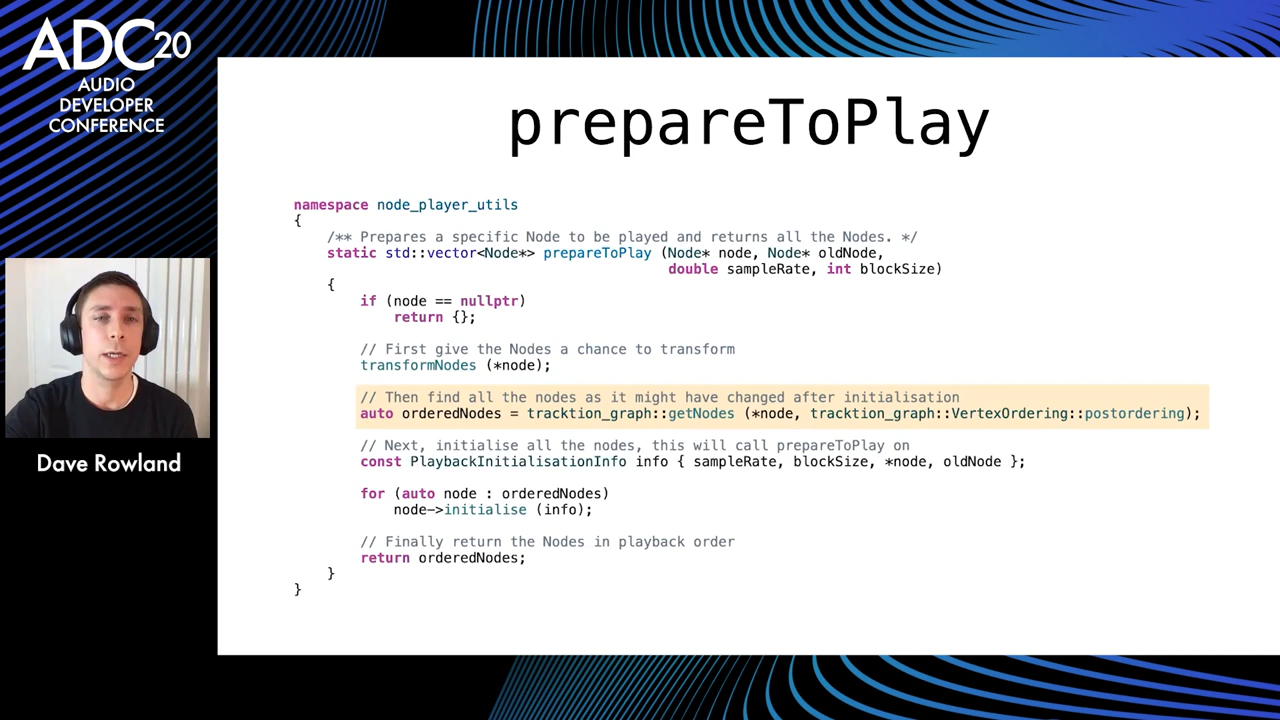 ADC20
AUDIO
DEVELOPER
CONFERENCE
Dave Rowland
prepareToPlay
namespace node_player_utils
{
/** Prepares a specific Node to be played and returns all the Nodes. */
static std::vector<Node*> prepareToPlay (Node* node, Node* oldNode,
double sampleRate, int blockSize)
{
if (node == nullptr)
return {};
// First give the Nodes a chance to transform
transformNodes (*node);
// Then find all the nodes as it might have changed after initialisation
auto orderedNodes = tracktion_graph::getNodes (*node, tracktion_graph::VertexOrdering::postordering);
// Next, initialise all the nodes, this will call prepareToPlay on
const PlaybackInitialisationInfo info { sampleRate, blockSize, *node, oldNode };
for (auto node : orderedNodes)
node->initialise (info);
// Finally return the Nodes in playback order
return orderedNodes;
}
}